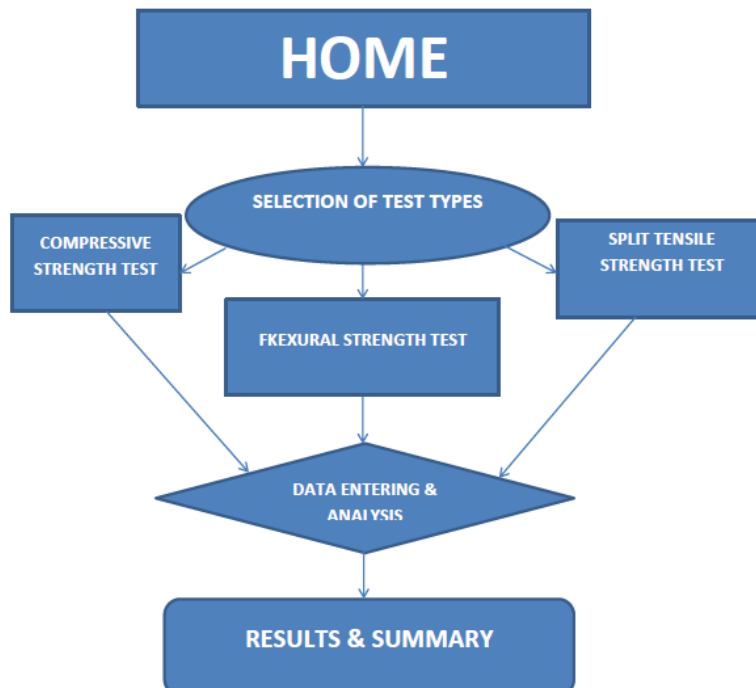 HOME
SELECTION OF TEST TYPES
COMPRESSIVE
STRENGTH TEST
SPLIT TENSILE
STRENGTH TEST
FKEXURAL STRENGTH TEST
DATA ENTERING &
ANALYSIS
RESULTS & SUMMARY